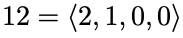 12 = ⟨2, 1, 0, 0⟩